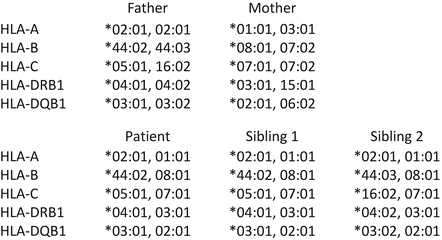 Father Mother
HLA-A *02:01, 02:01 *01:01, 03:01
HLA-B *44:02, 44:03 *08:01, 07:02
HLA-C *05:01, 16:02 *07:01, 07:02
HLA-DRB1 *04:01, 04:02 *03:01, 15:01
HLA-DQB1 *03:01, 03:02 *02:01, 06:02
Patient Sibling 1 Sibling 2
HLA-A *02:01, 01:01 *02:01, 01:01 *02:01, 01:01
HLA-B *44:02, 08:01 *44:02, 08:01 *44:03, 08:01
HLA-C *05:01, 07:01 *05:01, 07:01 *16:02, 07:01
HLA-DRB1 *04:01, 03:01 *04:01, 03:01 *04:02, 03:01
HLA-DQB1 *03:01, 02:01 *03:01, 02:01 *03:02, 02:01